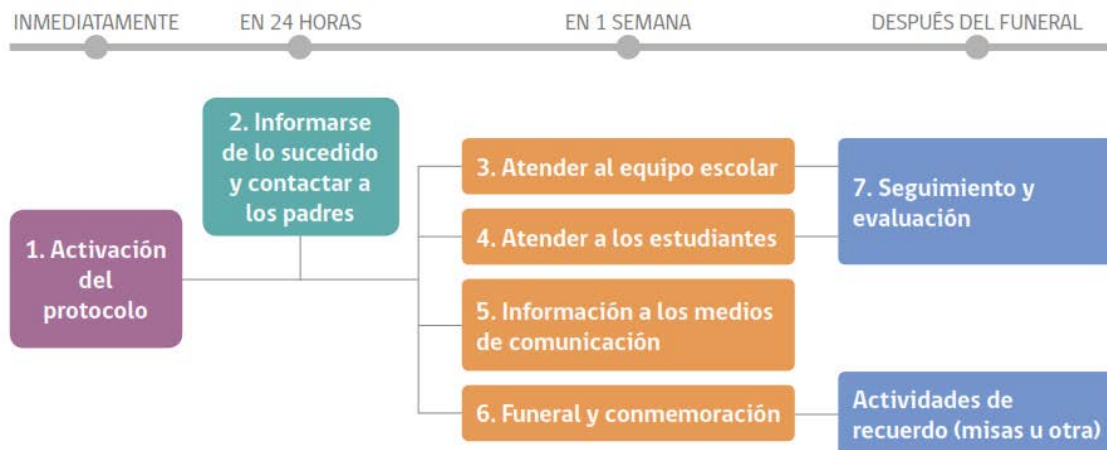 INMEDIATAMENTE
EN 24 HORAS
EN 1 SEMANA
DESPUÉS DEL FUNERAL
1. Activación
del
protocolo
2. Informarse
de lo sucedido
y contactar a
los padres
3. Atender al equipo escolar
4. Atender a los estudiantes
5. Información a los medios
de comunicación
6. Funeral y conmemoración
7. Seguimiento y
evaluación
Actividades de
recuerdo (misas u otra)